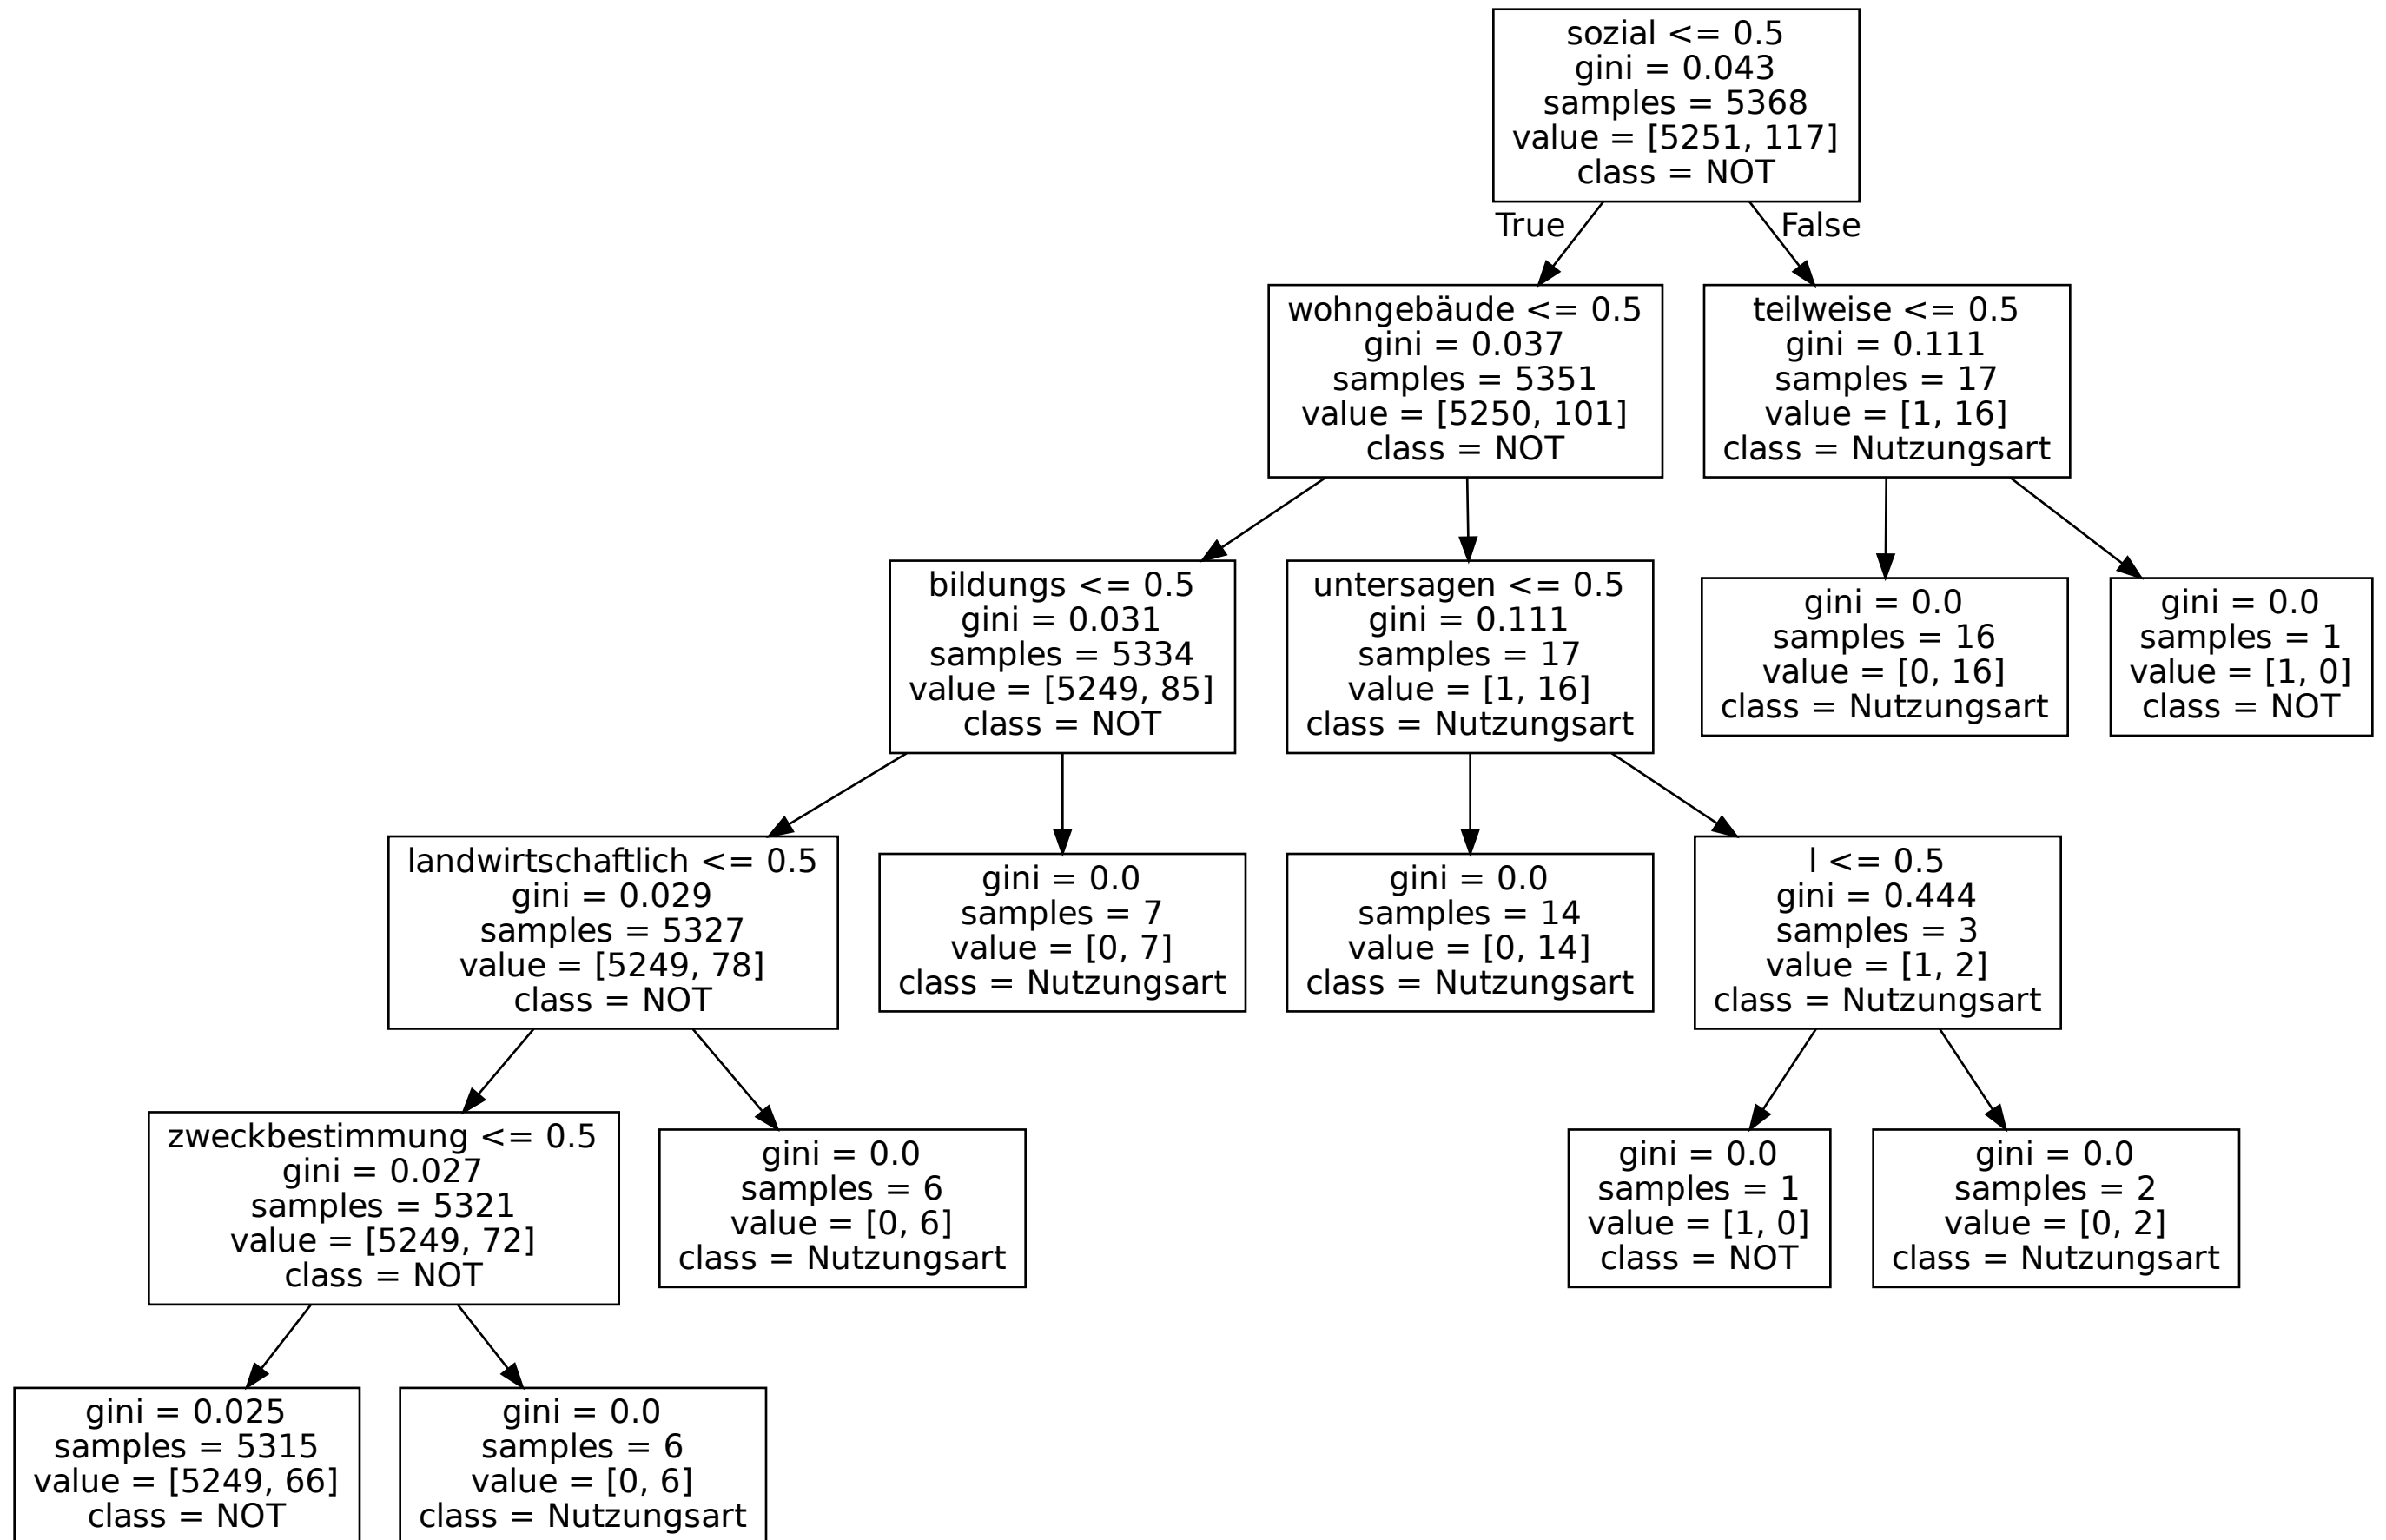 sozial <= 0.5
gini = 0.043
samples = 5368
value = [5251, 117]
class = NOT
True
False
wohngebäude <= 0.5
gini = 0.037
samples = 5351
value = [5250, 101]
class = NOT
teilweise <= 0.5
gini = 0.111
samples = 17
value = [1, 16]
class = Nutzungsart
bildungs <= 0.5
gini = 0.031
samples = 5334
value = [5249, 85]
class = NOT
untersagen <= 0.5
gini = 0.111
samples = 17
value = [1, 16]
class = Nutzungsart
gini = 0.0
samples = 16
value = [0, 16]
class = Nutzungsart
gini = 0.0
samples = 1
value = [1, 0]
class = NOT
landwirtschaftlich <= 0.5
gini = 0.029
samples = 5327
value = [5249, 78]
class = NOT
gini = 0.0
samples = 7
value = [0, 7]
class = Nutzungsart
gini = 0.0
samples = 14
value = [0, 14]
class = Nutzungsart
l <= 0.5
gini = 0.444
samples = 3
value = [1, 2]
class = Nutzungsart
zweckbestimmung <= 0.5
gini = 0.027
samples = 5321
value = [5249, 72]
class = NOT
gini = 0.0
samples = 6
value = [0, 6]
class = Nutzungsart
gini = 0.0
samples = 1
value = [1, 0]
class = NOT
gini = 0.0
samples = 2
value = [0, 2]
class = Nutzungsart
gini = 0.025
samples = 5315
value = [5249, 66]
class = NOT
gini = 0.0
samples = 6
value = [0, 6]
class = Nutzungsart